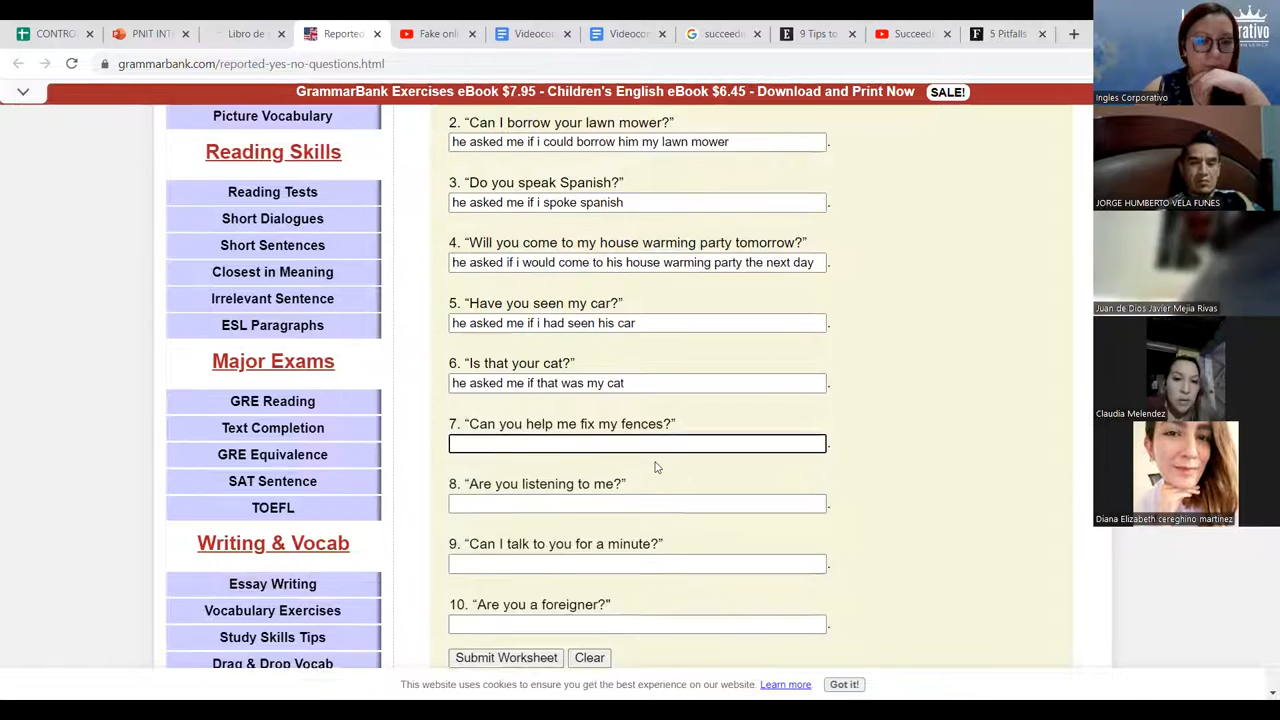 CONTRO
PNIT INT
Libro de
Reported
Fake onl
Videoco
Videocor
succeedi
9 Tips to
Succeed
5 Pitfalls
grammarbank.com/reported-yes-no-questions.html
GrammarBank Exercises eBook $7.95 - Children's English eBook $6.45 - Download and Print Now SALE!
Picture Vocabulary
Reading Skills
Reading Tests
Short Dialogues
Short Sentences
Closest in Meaning
Irrelevant Sentence
ESL Paragraphs
Major Exams
GRE Reading
Text Completion
GRE Equivalence
SAT Sentence
TOEFL
Writing & Vocab
Essay Writing
Vocabulary Exercises
Study Skills Tips
Drag & Drop Vocab
2. “Can I borrow your lawn mower?”
he asked me if i could borrow him my lawn mower.
3. “Do you speak Spanish?”
he asked me if i spoke spanish.
4. “Will you come to my house warming party tomorrow?”
he asked if i would come to his house warming party the next day.
5. “Have you seen my car?”
he asked me if i had seen his car.
6. “Is that your cat?”
he asked me if that was my cat.
7. “Can you help me fix my fences?”
.
8. “Are you listening to me?”
.
9. “Can I talk to you for a minute?”
.
10. “Are you a foreigner?”
.
Submit Worksheet Clear
This website uses cookies to ensure you get the best experience on our website. Learn more. Got it!
Ingles Corporativo
JORGE HUMBERTO VELA FUNES
Juan de Dios Javier Mejia Rivas
Claudia Melendez
Diana Elizabeth cereghino martinez